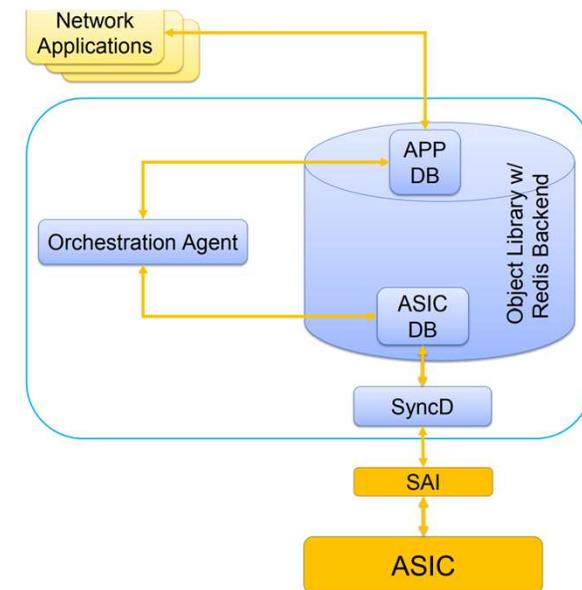 Network
Applications
APP
DB
Object Library w/
Redis Backend
Orchestration Agent
ASIC
DB
SyncD
SAI
ASIC